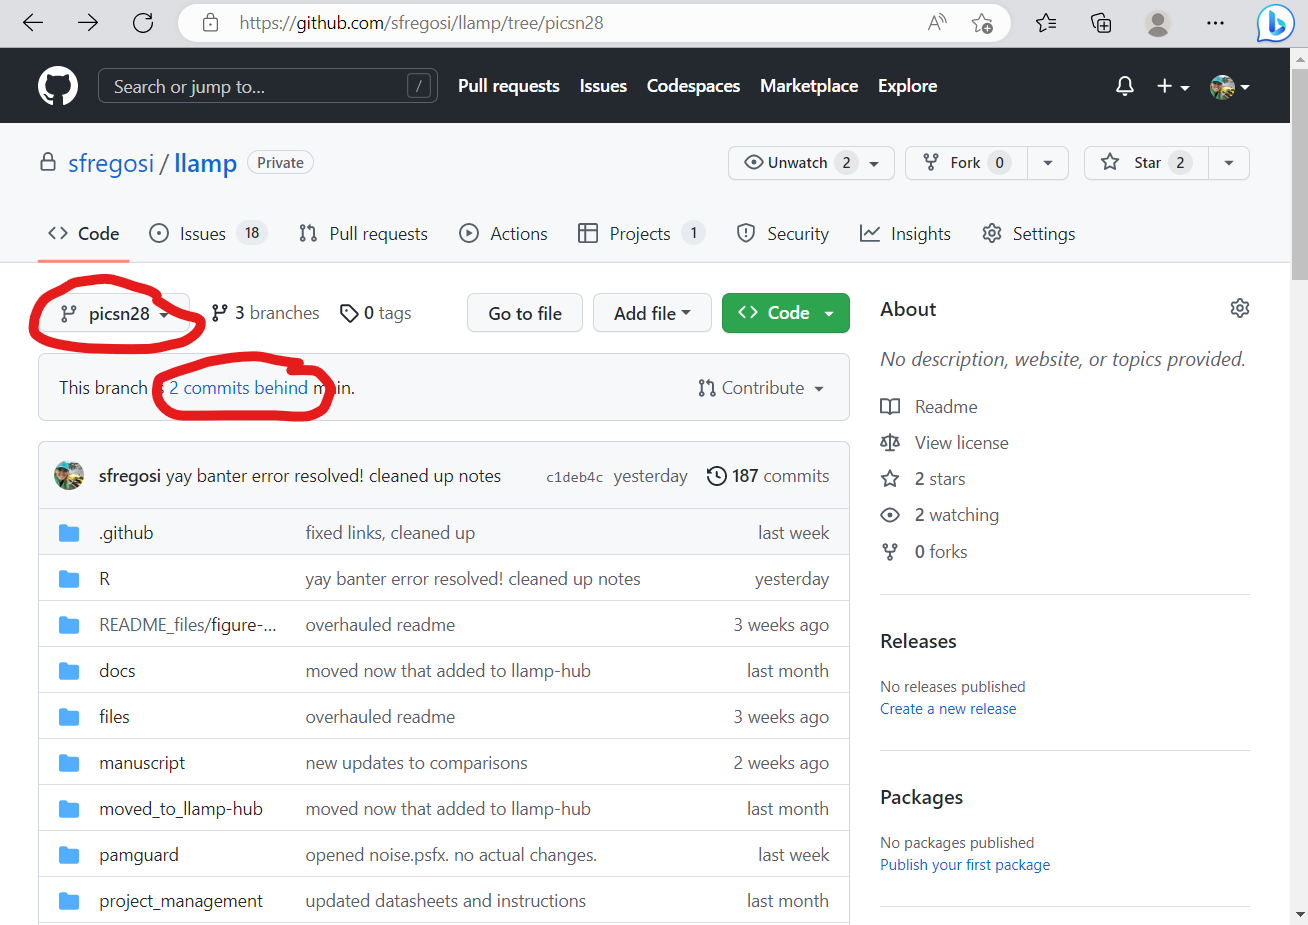 https://github.com/sfregosi/llamp/tree/picsn28
Search or jump to... / Pull requests Issues Codespaces Marketplace Explore
sfregosi / llamp Private Unwatch 2 Fork 0 Star 2
Code Issues 18 Pull requests Actions Projects 1 Security Insights Settings
picsn28 3 branches 0 tags Go to file Add file Code
This branch 2 commits behind main. Contribute
sfregosi yay banter error resolved! cleaned up notes c1deb4c yesterday 187 commits
.github fixed links, cleaned up last week
R yay banter error resolved! cleaned up notes yesterday
README_files/figure-... overhauled readme 3 weeks ago
docs moved now that added to llamp-hub last month
files overhauled readme 3 weeks ago
manuscript new updates to comparisons 2 weeks ago
moved_to_llamp-hub moved now that added to llamp-hub last month
pamguard opened noise.psfx. no actual changes. last week
project_management updated datasheets and instructions last month
About
No description, website, or topics provided.
Readme
View license
2 stars
2 watching
0 forks
Releases
No releases published
Create a new release
Packages
No packages published
Publish your first package